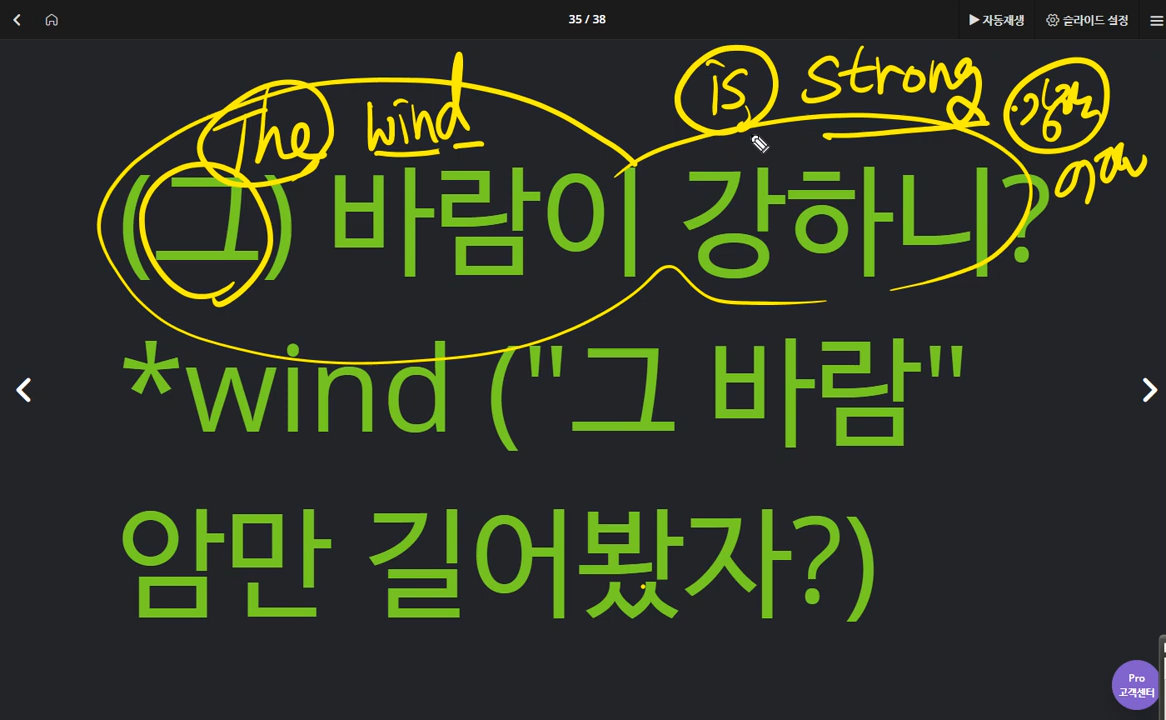 35 / 38
자동재생
슬라이드 설정
The wind is strong
(그) 바람이 강하니?
*wind ("그 바람"
암만 길어봤자?)
Pro
고객센터